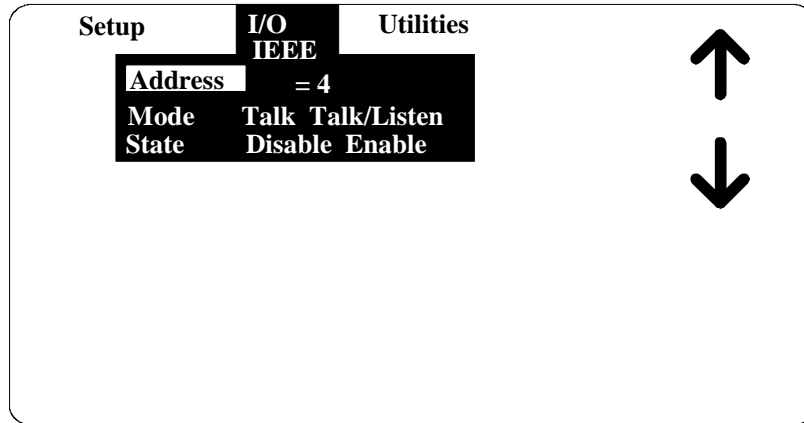 Setup I/O Utilities
IEEE
Address = 4
Mode Talk Talk/Listen
State Disable Enable